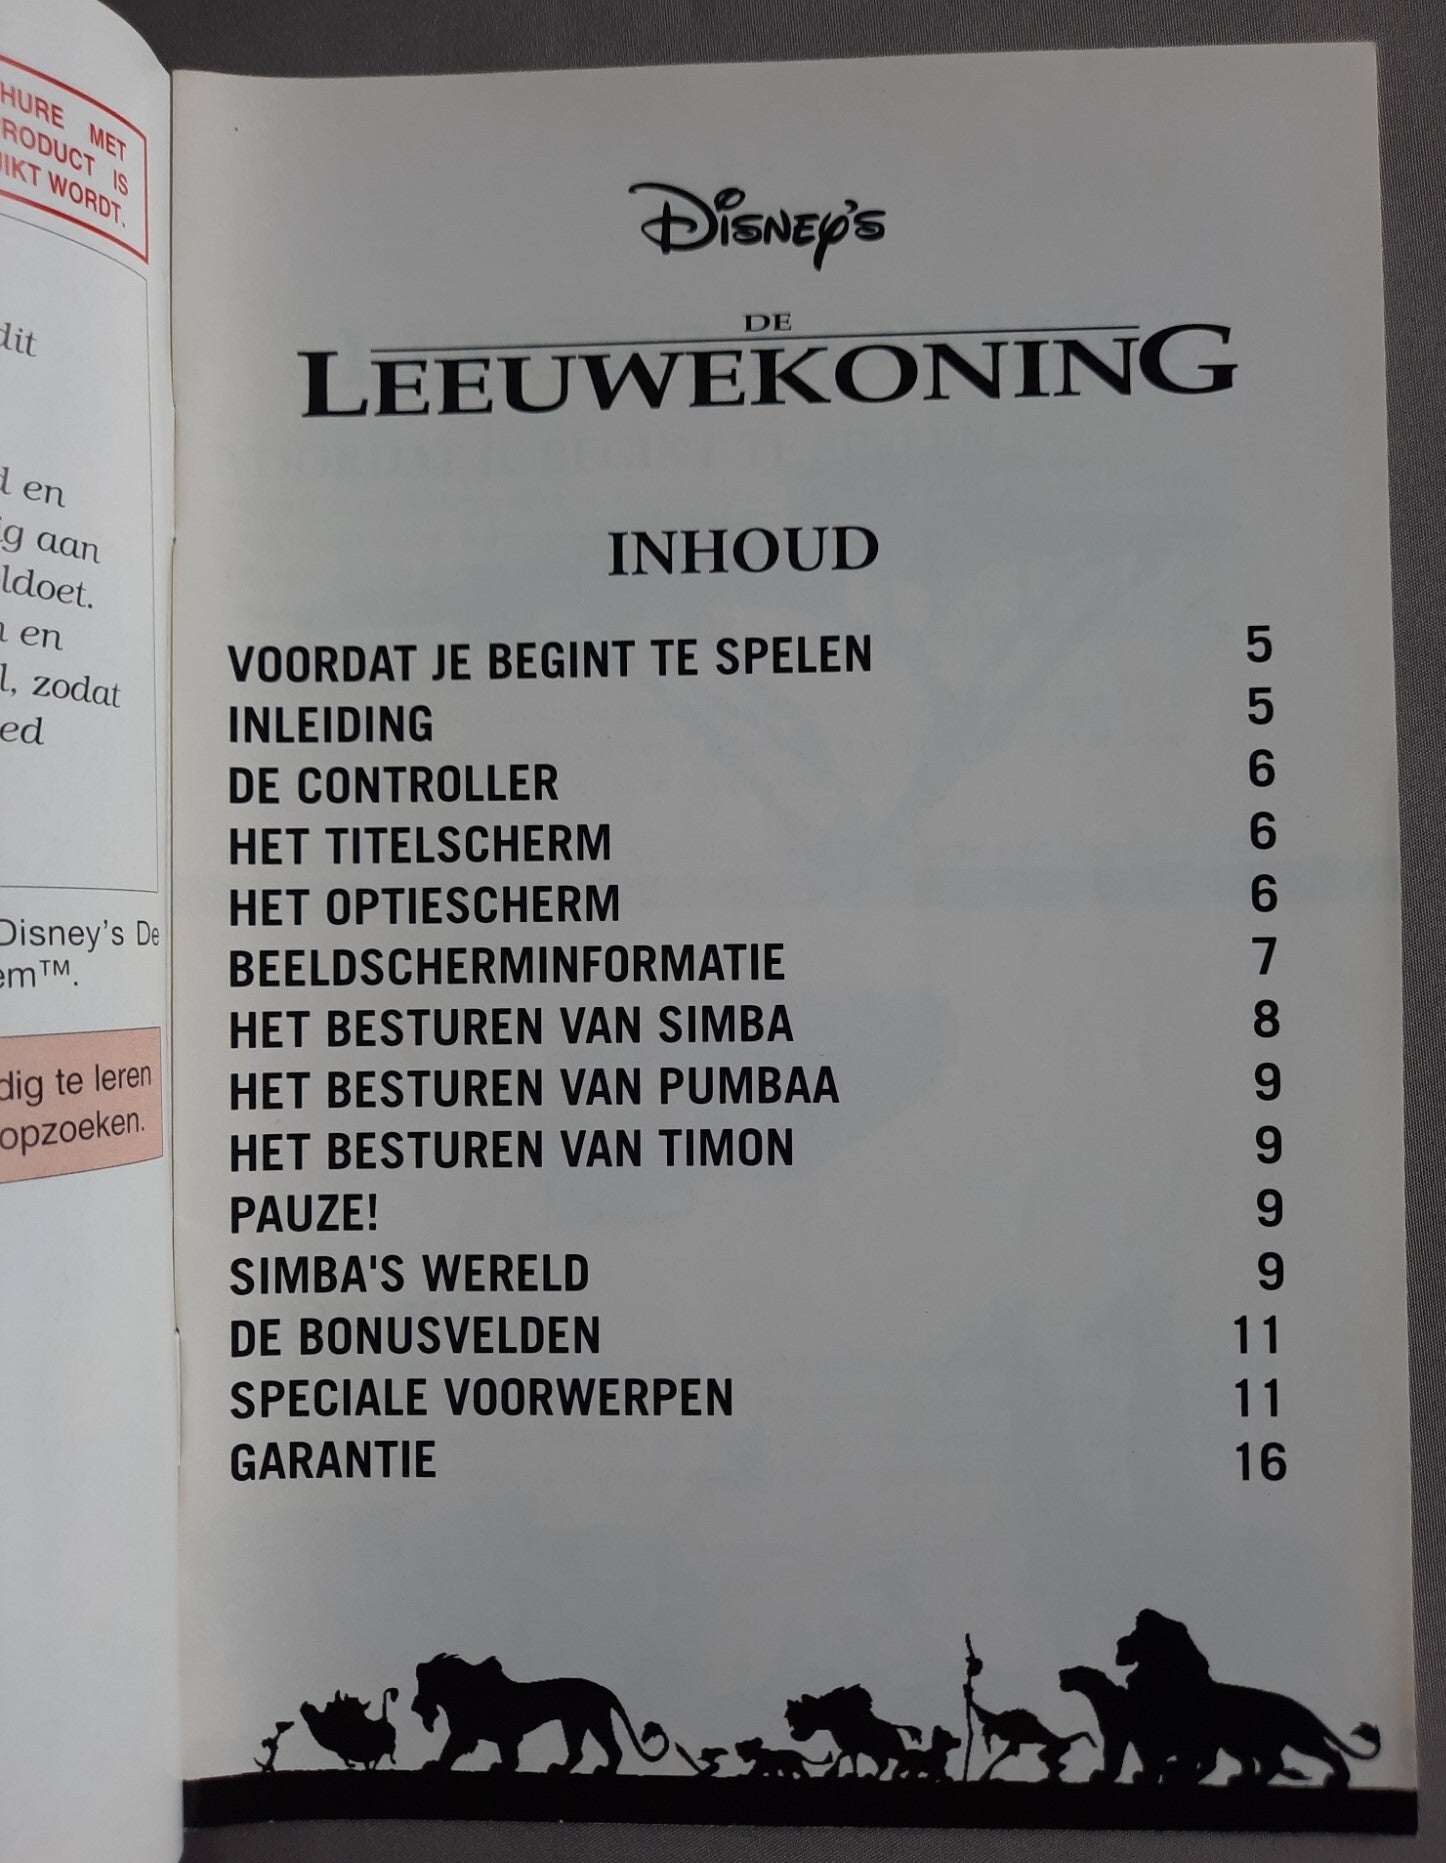 HURE MET
RODUCT IS
IKT WORDT.
dit
en
aan
ldoet.
en
zodat
ed
Disney's De
em™.
dig te leren
opzoeken.
DISNEY'S
DE
LEEUWEKONING
INHOUD
VOORDAT JE BEGINT TE SPELEN 5
INLEIDING 5
DE CONTROLLER 6
HET TITELSCHERM 6
HET OPTIESCHERM 6
BEELDSCHERMINFORMATIE 7
HET BESTUREN VAN SIMBA 8
HET BESTUREN VAN PUMBAA 9
HET BESTUREN VAN TIMON 9
PAUZE! 9
SIMBA'S WERELD 9
DE BONUSVELDEN 11
SPECIALE VOORWERPEN 11
GARANTIE 16